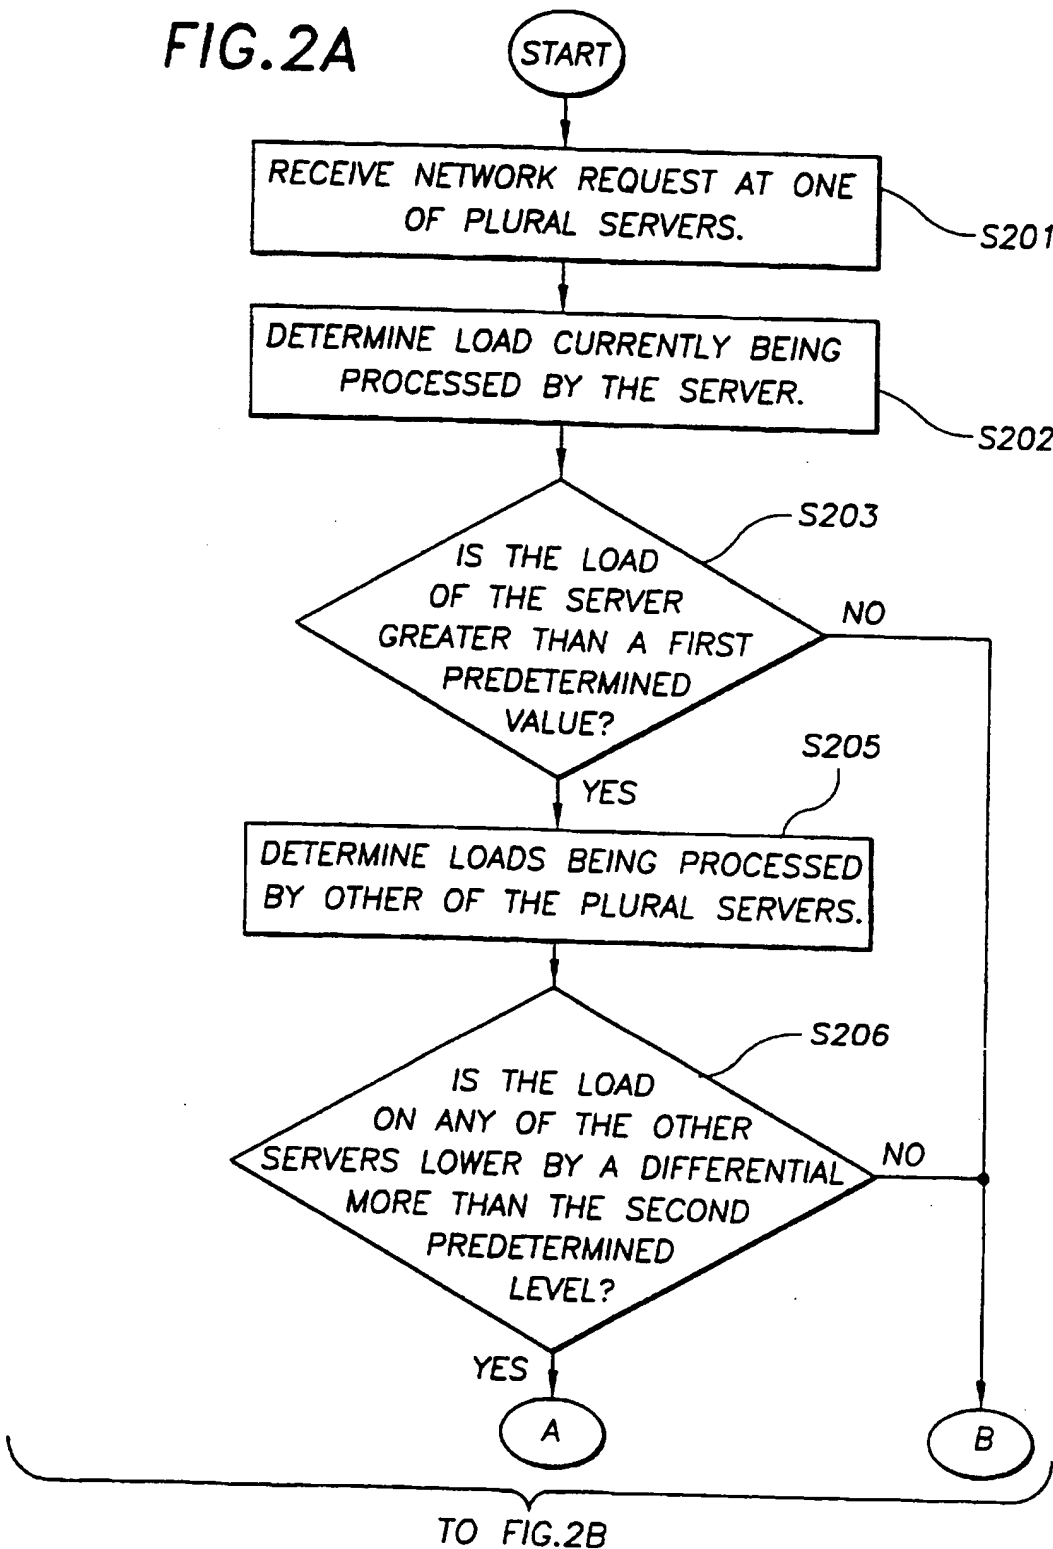 FIG.2A
START
RECEIVE NETWORK REQUEST AT ONE
OF PLURAL SERVERS.
S201
DETERMINE LOAD CURRENTLY BEING
PROCESSED BY THE SERVER.
S202
S203
IS THE LOAD
OF THE SERVER
GREATER THAN A FIRST
PREDETERMINED
VALUE?
NO
YES
S205
DETERMINE LOADS BEING PROCESSED
BY OTHER OF THE PLURAL SERVERS.
S206
IS THE LOAD
ON ANY OF THE OTHER
SERVERS LOWER BY A DIFFERENTIAL
MORE THAN THE SECOND
PREDETERMINED
LEVEL?
NO
YES
A
B
TO FIG.2B